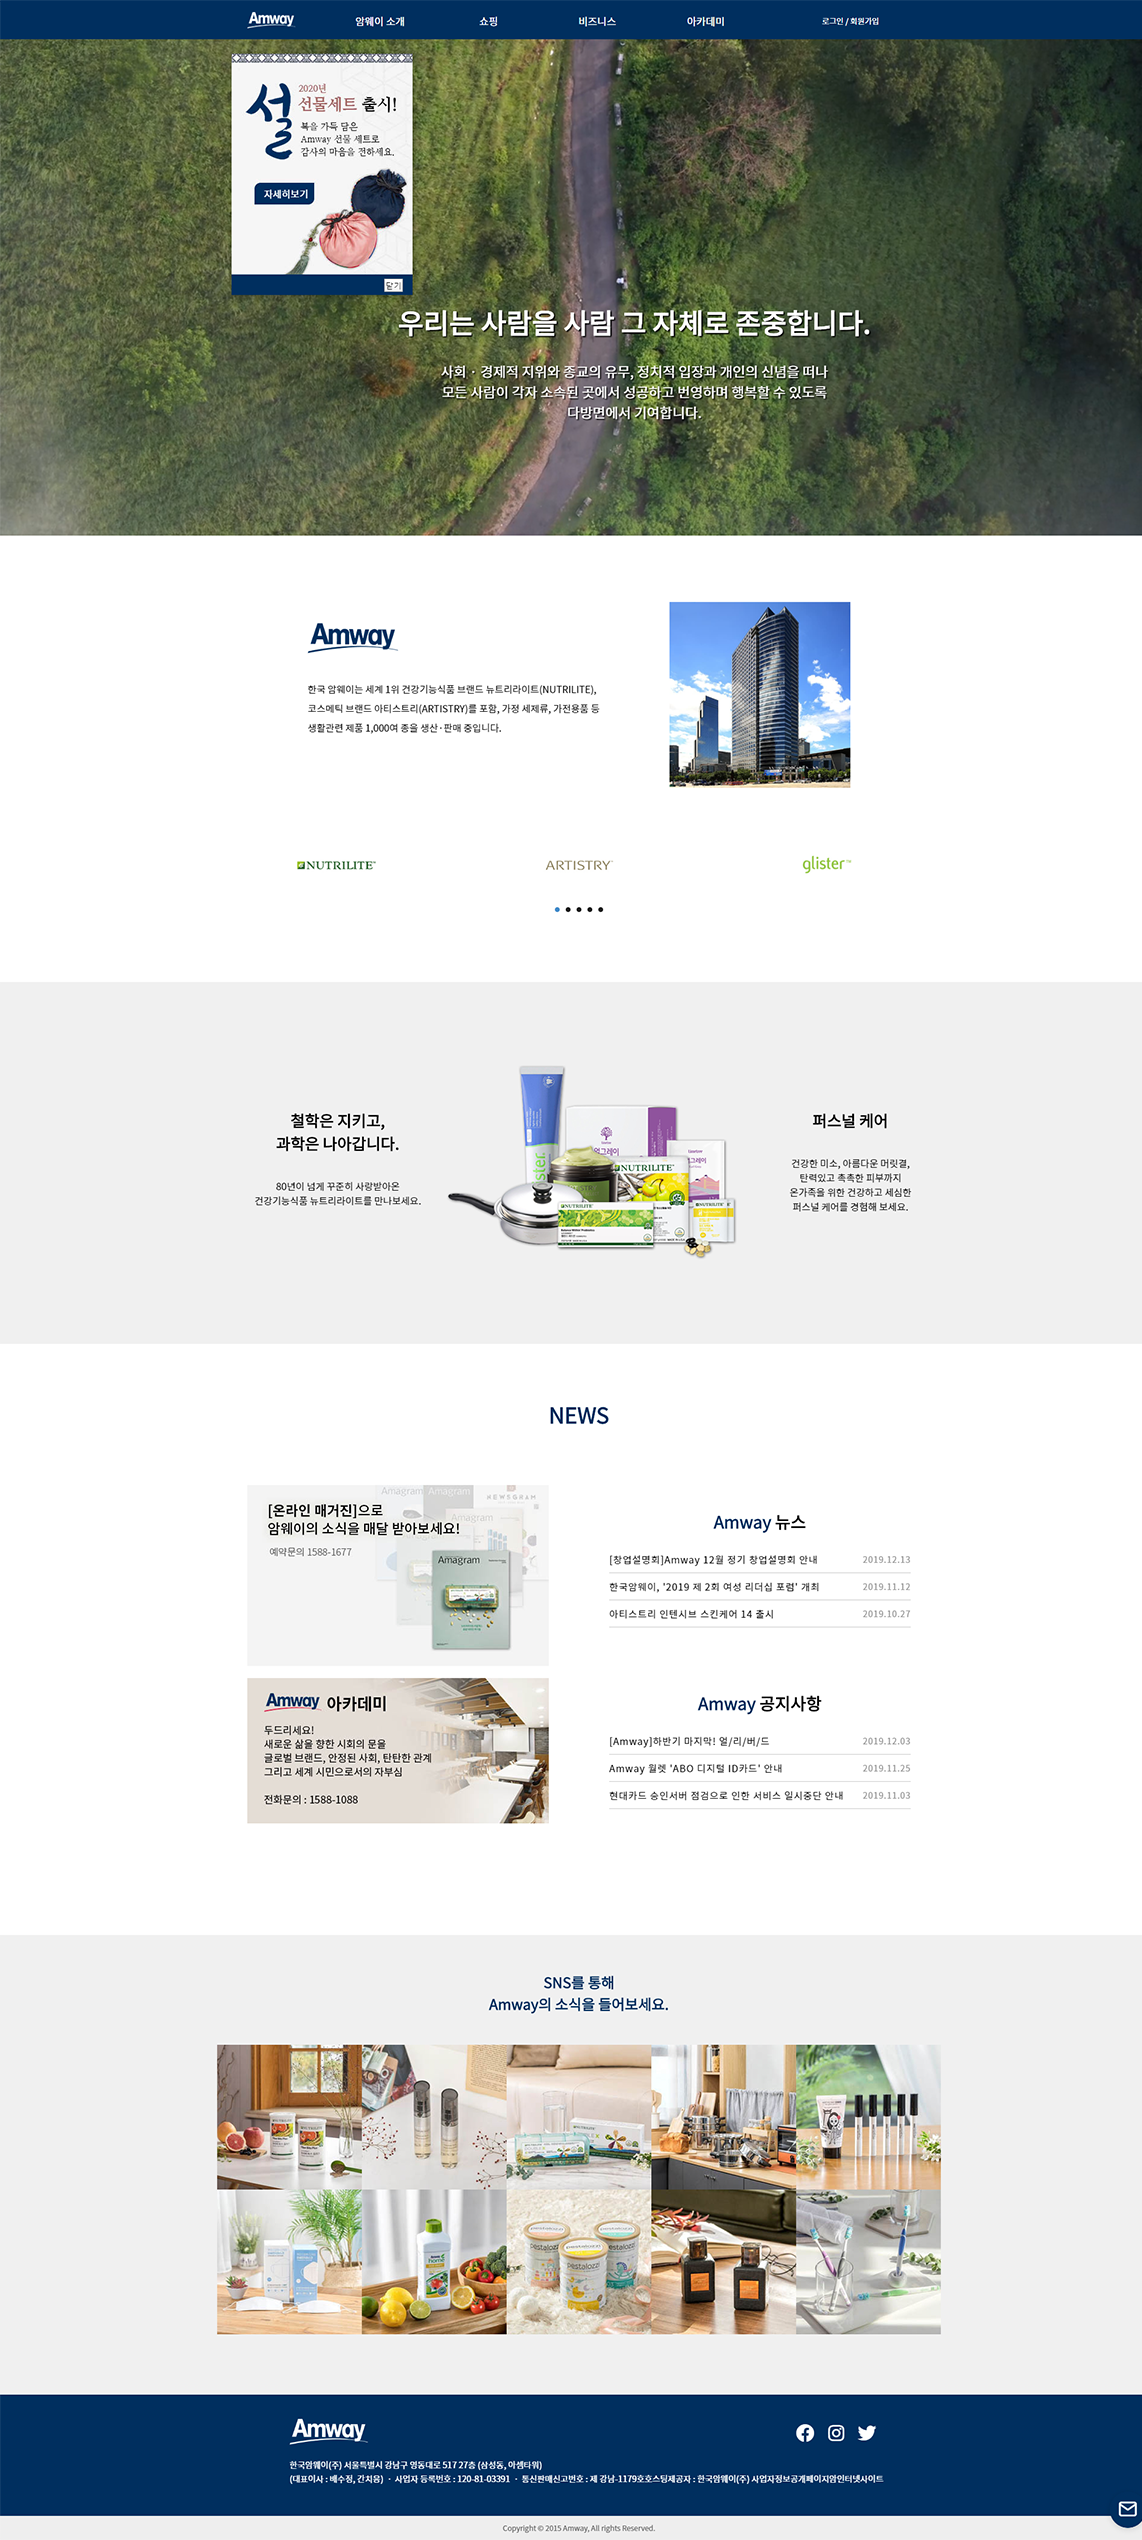 Amway
암웨이 소개
쇼핑
비즈니스
아카데미
로그인 / 회원가입
설
2020년
선물세트 출시!
복을 가득 담은
Amway 선물 세트로
감사의 마음을 전하세요.
자세히보기
닫기
우리는 사람을 사람 그 자체로 존중합니다.
사회 · 경제적 지위와 종교의 유무, 정치적 입장과 개인의 신념을 떠나
모든 사람이 각자 소속된 곳에서 성공하고 번영하며 행복할 수 있도록
다방면에서 기여합니다.
Amway
한국 암웨이는 세계 1위 건강기능식품 브랜드 뉴트리라이트(NUTRILITE),
코스메틱 브랜드 아티스트리(ARTISTRY)를 포함, 가정 세제류, 가전용품 등
생활관련 제품 1,000여 종을 생산·판매 중입니다.
NUTRILITE
ARTISTRY
glister
철학은 지키고,
과학은 나아갑니다.
80년이 넘게 꾸준히 사랑받아온
건강기능식품 뉴트리라이트를 만나보세요.
NUTRILITE
NUTRILITE
퍼스널 케어
건강한 미소, 아름다운 머릿결,
탄력있고 촉촉한 피부까지
온가족을 위한 건강하고 세심한
퍼스널 케어를 경험해 보세요.
NEWS
[온라인 매거진]으로
암웨이의 소식을 매달 받아보세요!
예약문의 1588-1677
Amagram
Amagram
NEWSGRAM
Amagram
Amway 뉴스
[창업설명회]Amway 12월 정기 창업설명회 안내 2019.12.13
한국암웨이, '2019 제 2회 여성 리더십 포럼' 개최 2019.11.12
아티스트리 인텐시브 스킨케어 14 출시 2019.10.27
Amway 아카데미
두드리세요!
새로운 삶을 향한 시회의 문을
글로벌 브랜드, 안정된 사회, 탄탄한 관계
그리고 세계 시민으로서의 자부심
전화문의 : 1588-1088
Amway 공지사항
[Amway]하반기 마지막! 얼/리/버/드 2019.12.03
Amway 월렛 'ABO 디지털 ID카드' 안내 2019.11.25
현대카드 승인서버 점검으로 인한 서비스 일시중단 안내 2019.11.03
SNS를 통해
Amway의 소식을 들어보세요.
NUTRILITE
NUTRILITE
home
pestalozzi
pestalozzi
pestalozzi
Amway
한국암웨이(주) 서울특별시 강남구 영동대로 517 27층 (삼성동, 아셈타워)
(대표이사 : 배수정, 간치응) · 사업자 등록번호 : 120-81-03391 · 통신판매신고번호 : 제 강남-1179호호스팅제공자 : 한국암웨이(주) 사업자정보공개페이지암인터넷사이트
Copyright © 2015 Amway, All rights Reserved.